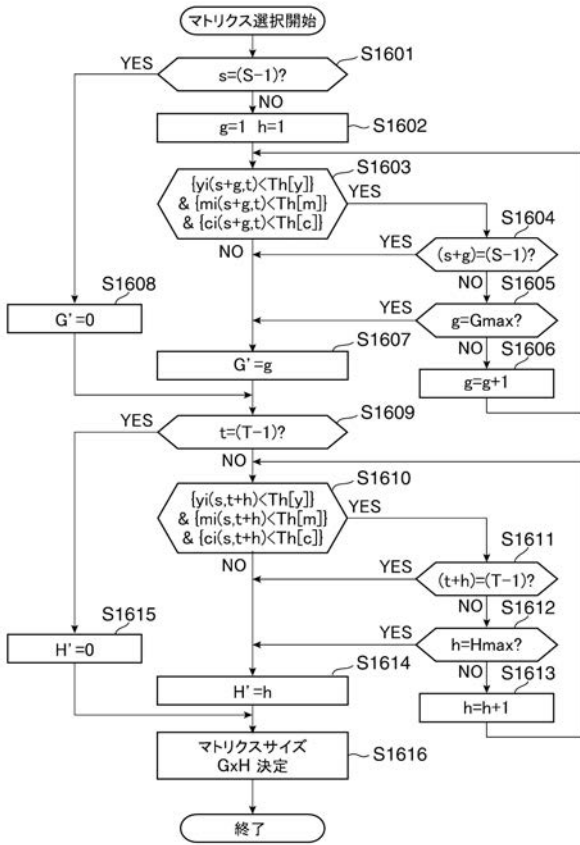 マトリクス選択開始
S1601
YES
s=(S-1)?
NO
g=1 h=1
S1602
S1603
{yi(s+g,t)<Th[y]}
& {mi(s+g,t)<Th[m]}
& {ci(s+g,t)<Th[c]}
YES
NO
S1604
YES
(s+g)=(S-1)?
NO
S1605
YES
g=Gmax?
NO
S1606
g=g+1
S1608
G'=0
S1607
G'=g
S1609
YES
t=(T-1)?
NO
S1610
{yi(s,t+h)<Th[y]}
& {mi(s,t+h)<Th[m]}
& {ci(s,t+h)<Th[c]}
YES
NO
S1611
YES
(t+h)=(T-1)?
NO
S1612
YES
h=Hmax?
NO
S1613
h=h+1
S1615
H'=0
S1614
H'=h
マトリクスサイズ
GxH 決定
S1616
終了